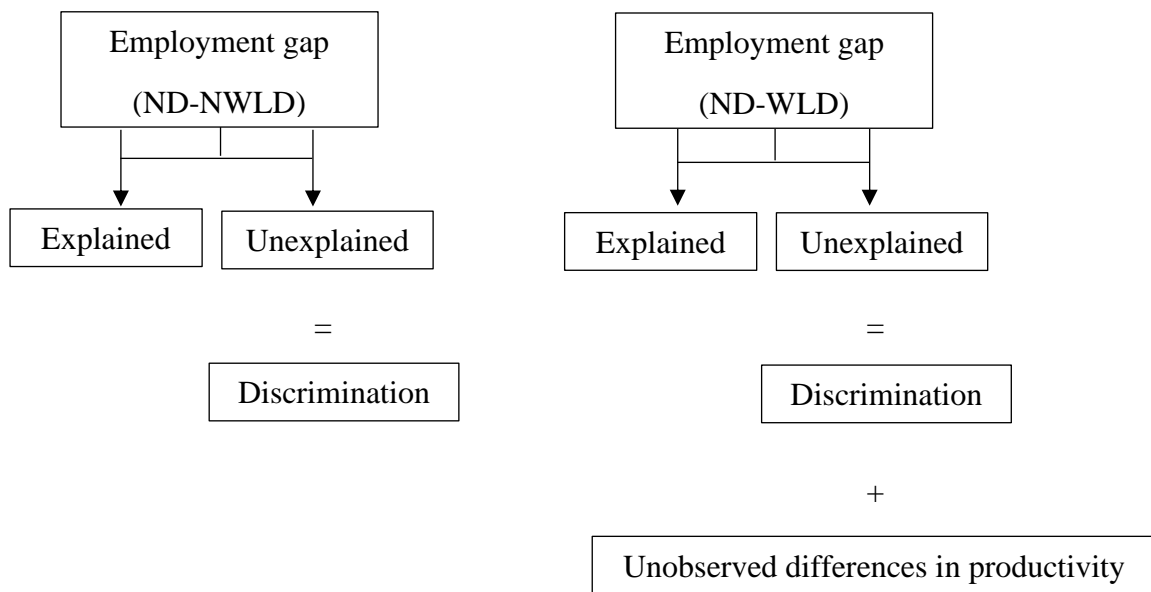 Employment gap
(ND-NWLD)
Explained
Unexplained
=
Discrimination
Employment gap
(ND-WLD)
Explained
Unexplained
=
Discrimination
+
Unobserved differences in productivity